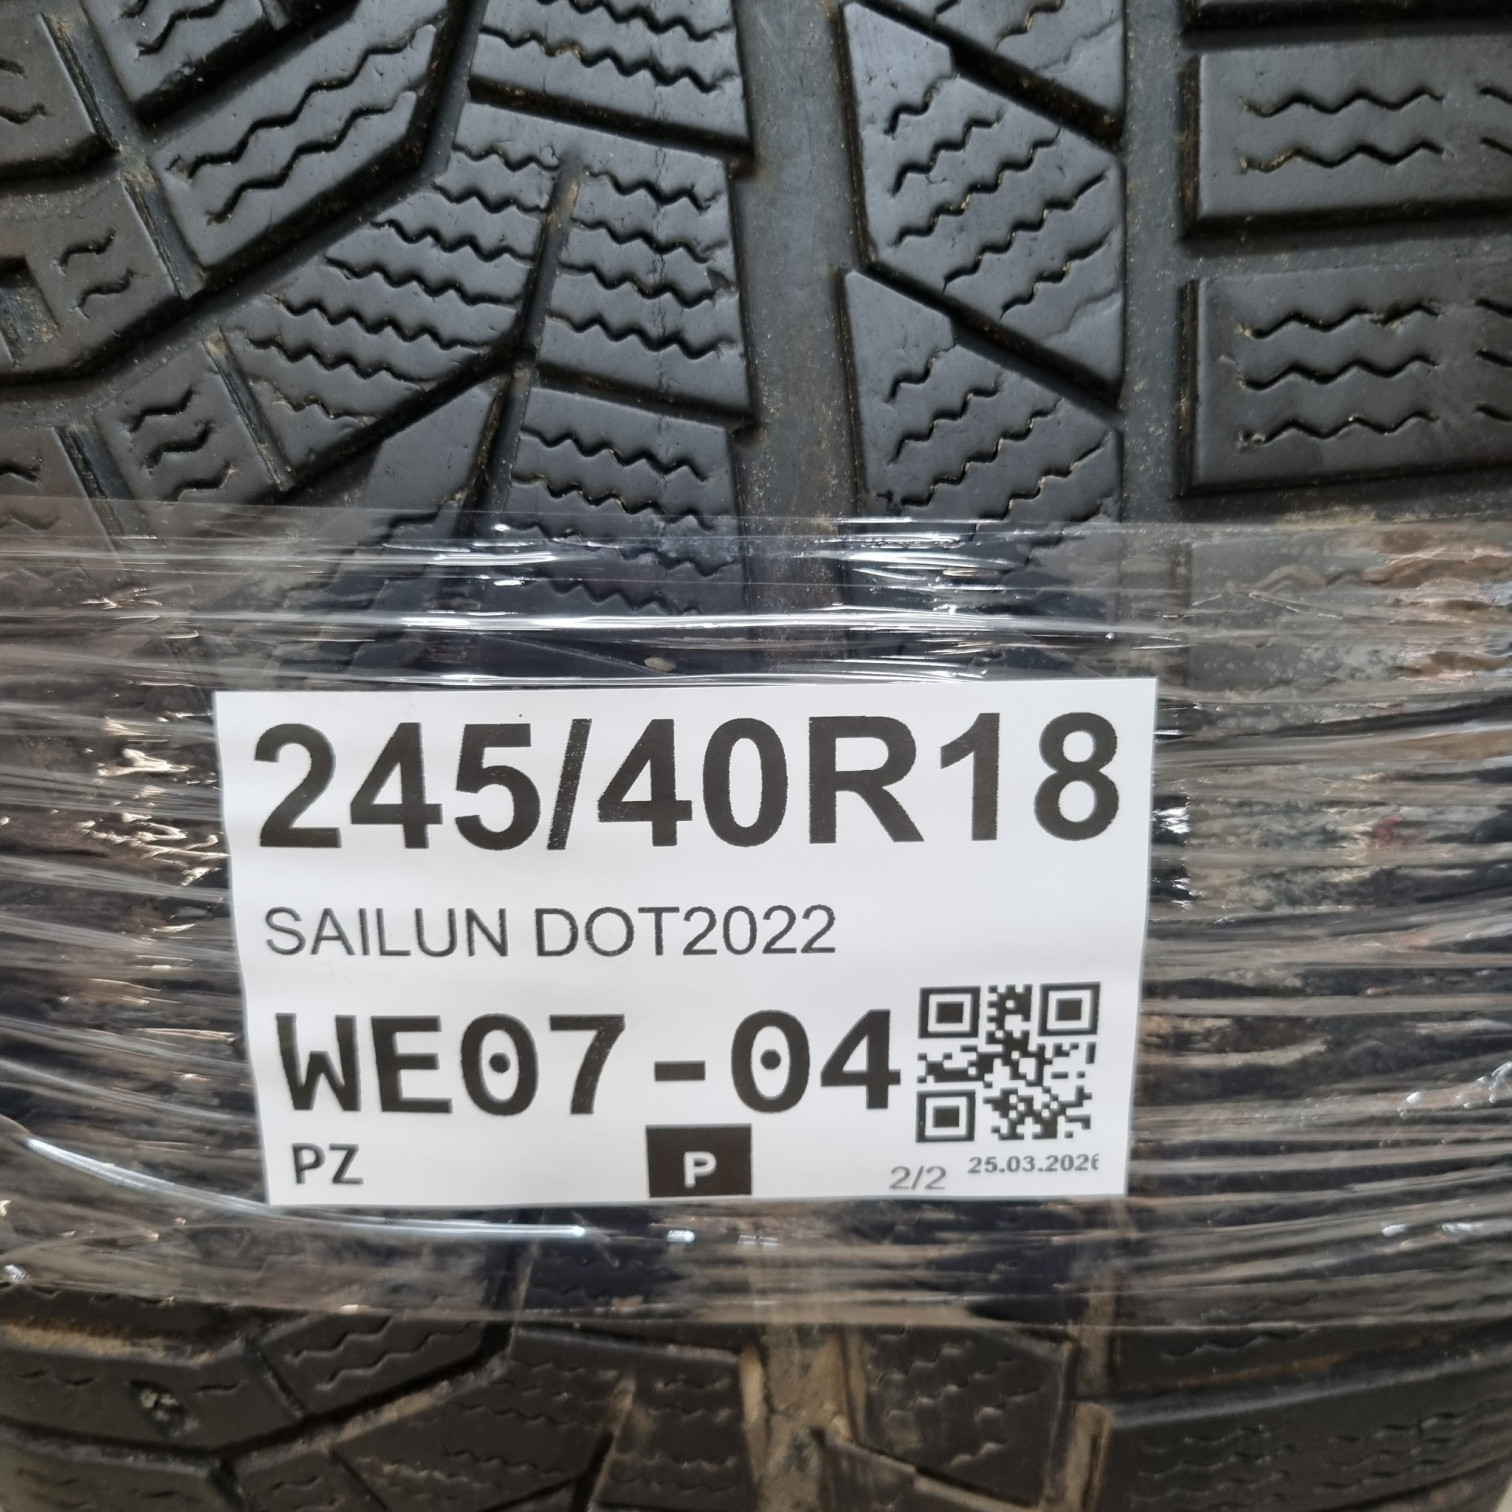 245/40R18
SAILUN DOT2022
WE07-04
PZ P 2/2 25.03.2026